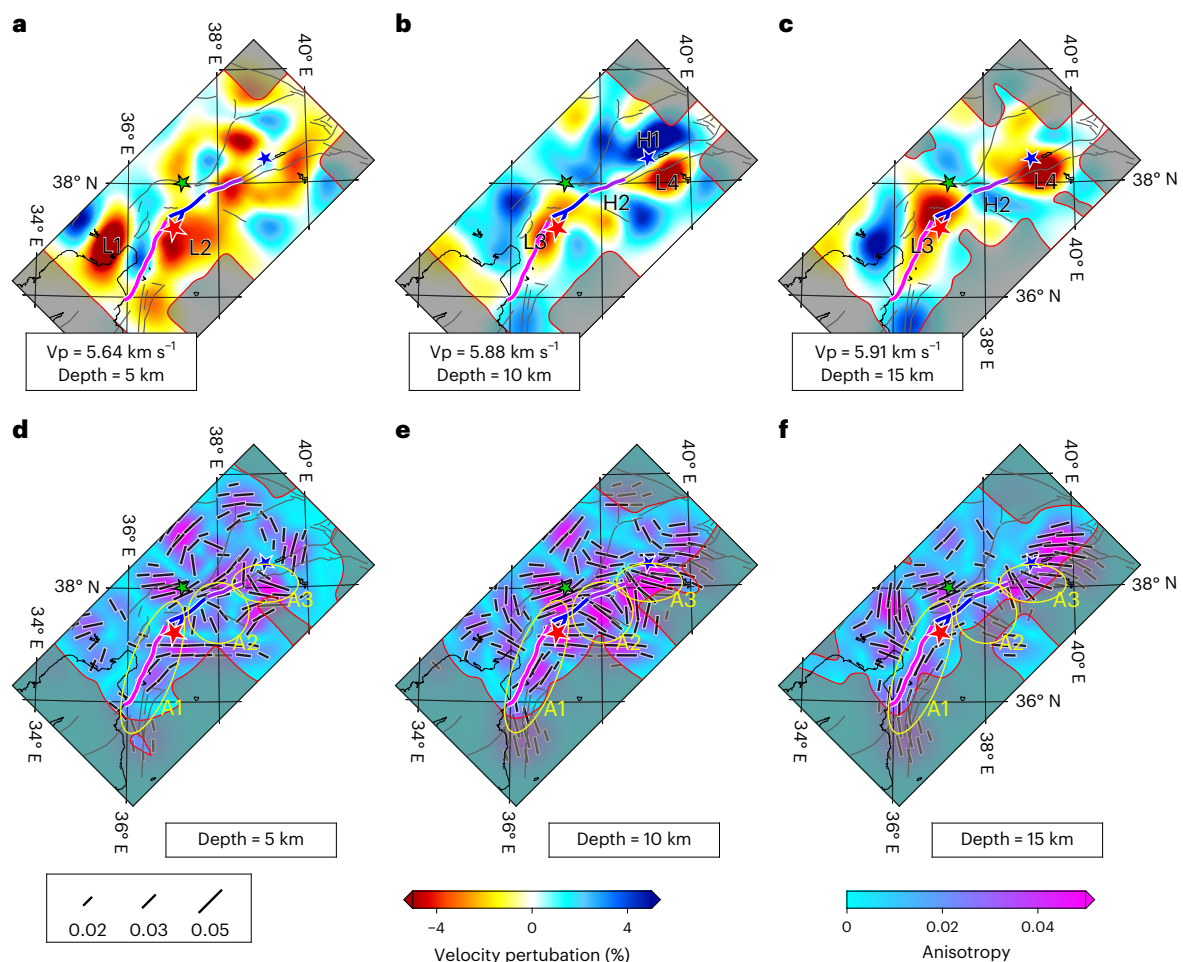 a
b
c
38° E
40° E
40° E
40° E
36° E
34° E
38° N
38° N
36° N
40° E
38° E
L1
L2
H1
L4
H2
L3
L4
H2
L3
Vp = 5.64 km s⁻¹
Depth = 5 km
Vp = 5.88 km s⁻¹
Depth = 10 km
Vp = 5.91 km s⁻¹
Depth = 15 km
d
e
f
38° E
40° E
40° E
40° E
36° E
38° N
38° N
34° E
34° E
36° E
36° E
36° N
40° E
38° E
A3
A2
A1
A3
A2
A1
A3
A2
A1
Depth = 5 km
Depth = 10 km
Depth = 15 km
0.02
0.03
0.05
−4
0
4
Velocity pertubation (%)
0
0.02
0.04
Anisotropy